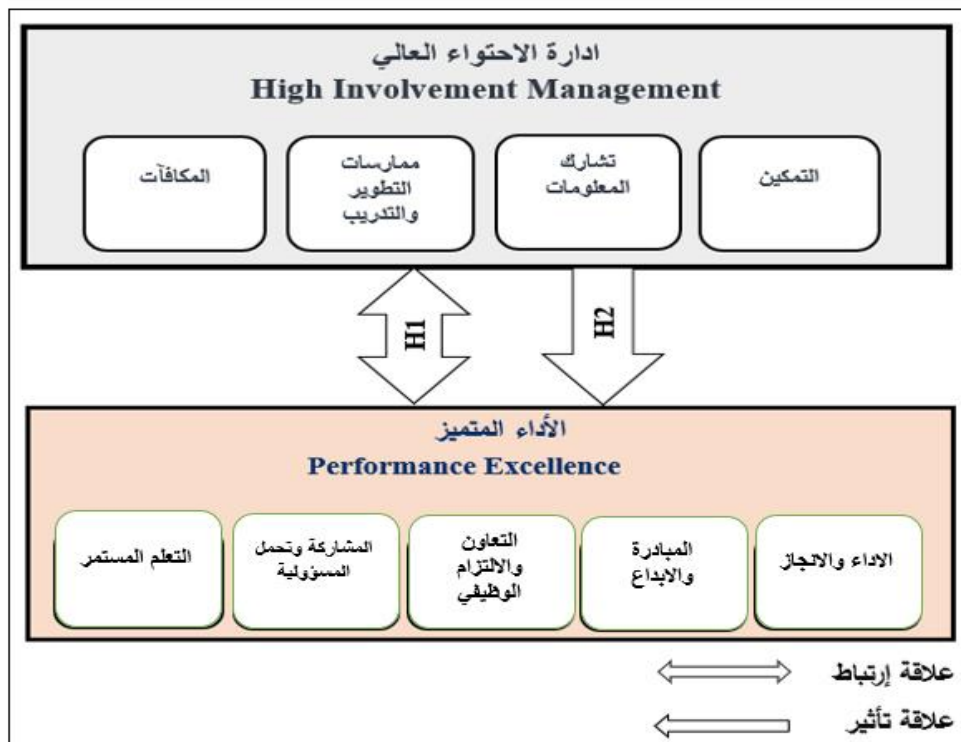 ادارة الاحتواء العالي
High Involvement Management
التمكين
تشارك
المعلومات
ممارسات
التطوير
والتدريب
المكافآت
H1
H2
الأداء المتميز
Performance Excellence
الاداء والانجاز
المبادرة
والابداع
التعاون
والالتزام
الوظيفي
المشاركة وتحمل
المسؤولية
التعلم المستمر
علاقة إرتباط
علاقة تأثير